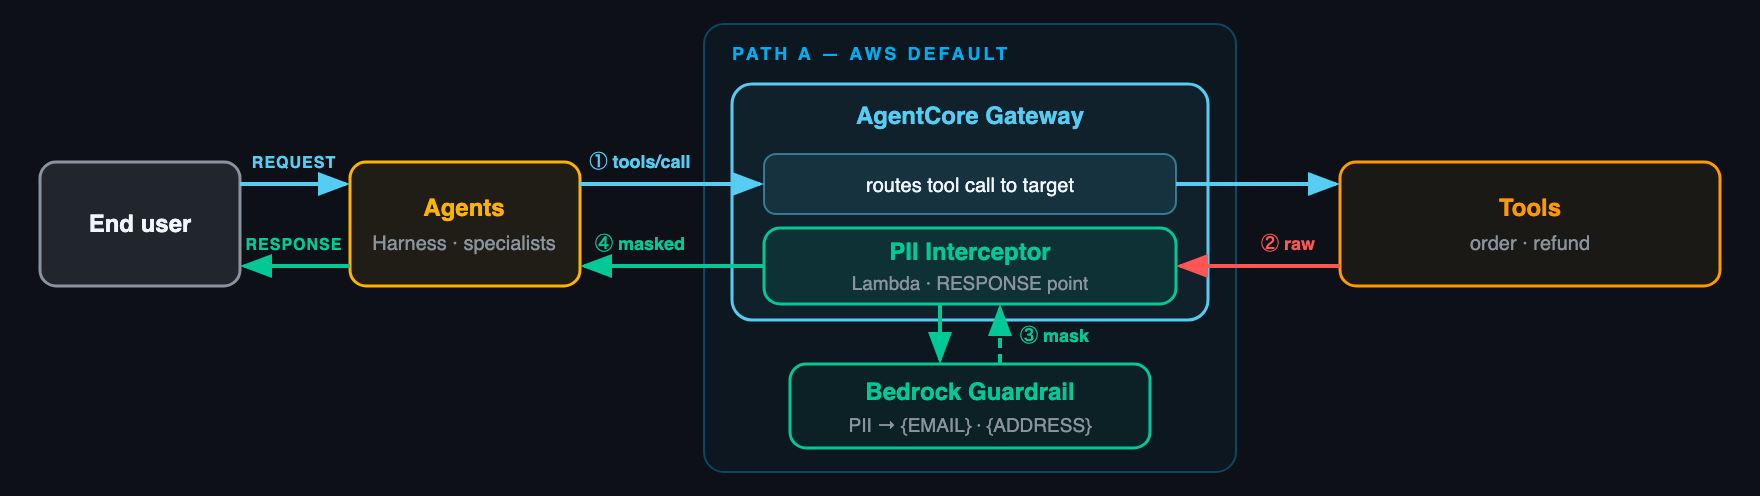 PATH A — AWS DEFAULT
AgentCore Gateway
REQUEST
① tools/call
End user
Agents
Harness · specialists
routes tool call to target
Tools
order · refund
RESPONSE
④ masked
PII Interceptor
Lambda · RESPONSE point
② raw
③ mask
Bedrock Guardrail
PII → {EMAIL} · {ADDRESS}